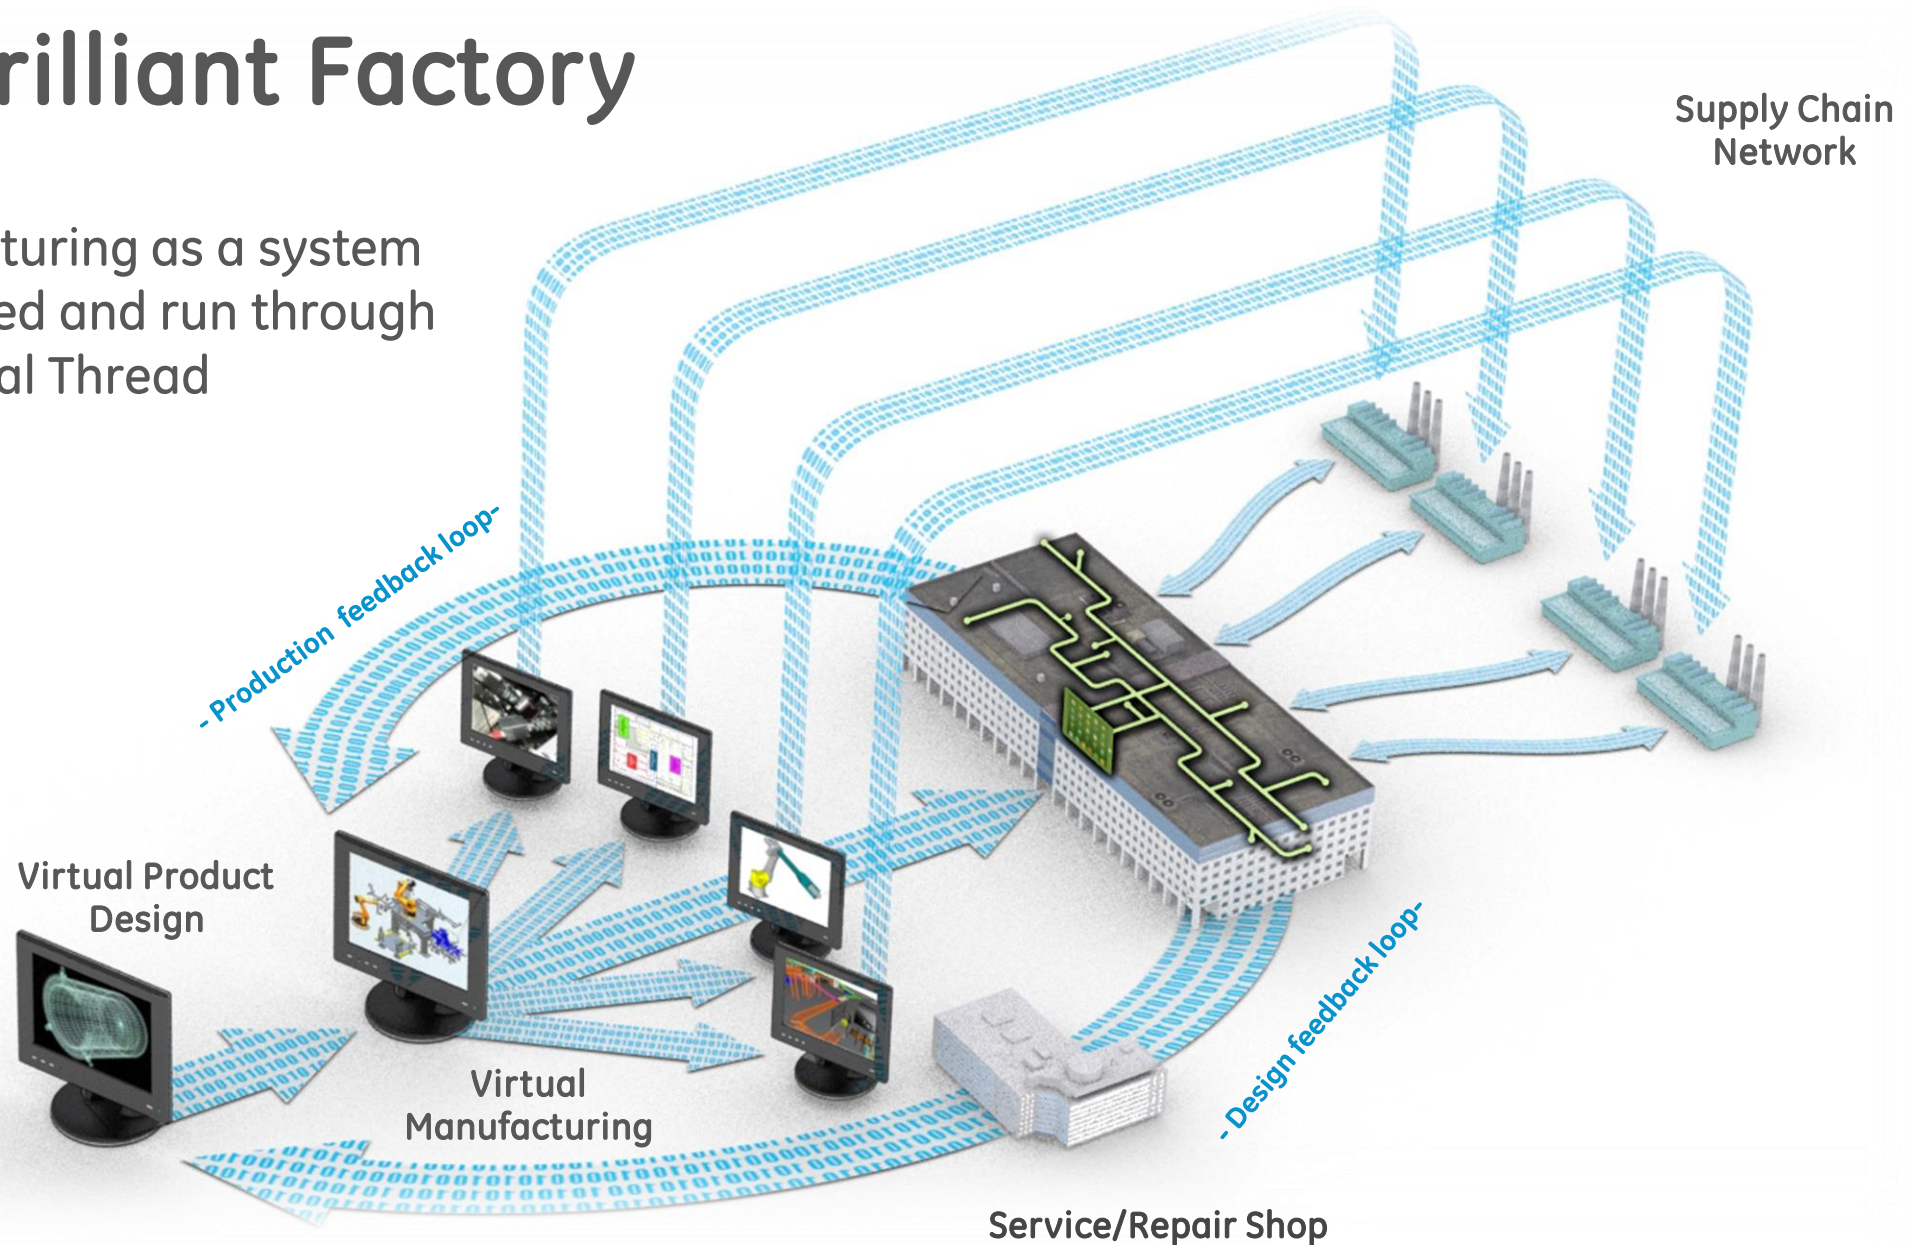 rilliant Factory
turing as a system
ed and run through
al Thread
Supply Chain
Network
- Production feedback loop-
Virtual Product
Design
Virtual
Manufacturing
- Design feedback loop-
Service/Repair Shop